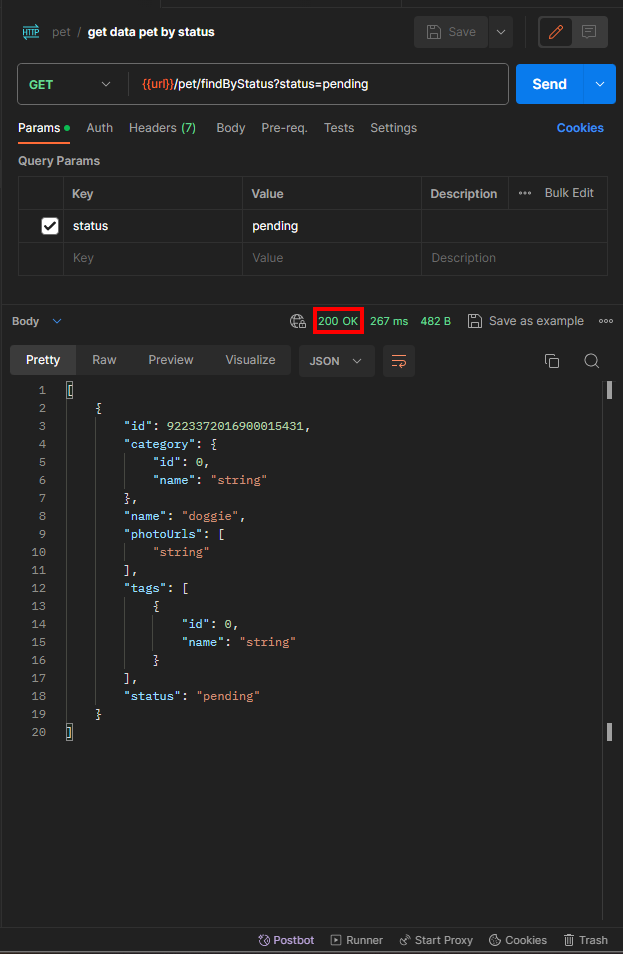 HTTP pet / get data pet by status Save
GET {{url}}/pet/findByStatus?status=pending Send
Params Auth Headers (7) Body Pre-req. Tests Settings Cookies
Query Params
Key Value Description ••• Bulk Edit
status pending
Key Value Description
Body 200 OK 267 ms 482 B Save as example •••
Pretty Raw Preview Visualize JSON
1 [
2 {
3 "id": 9223372016900015431,
4 "category": {
5 "id": 0,
6 "name": "string"
7 },
8 "name": "doggie",
9 "photoUrls": [
10 "string"
11 ],
12 "tags": [
13 {
14 "id": 0,
15 "name": "string"
16 }
17 ],
18 "status": "pending"
19 }
20 ]
Postbot Runner Start Proxy Cookies Trash